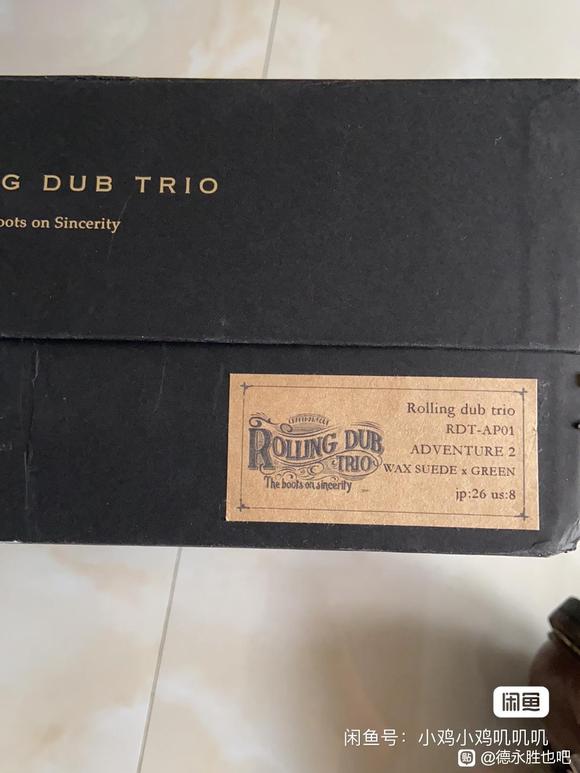 G DUB TRIO
oots on Sincerity
ROLLING DUB
TRIO
The boots on sincerity
Rolling dub trio
RDT-AP01
ADVENTURE 2
WAX SUEDE x GREEN
jp:26 us:8
闲鱼
闲鱼号：小鸡小鸡叽叽叽
贴 @德永胜也吧